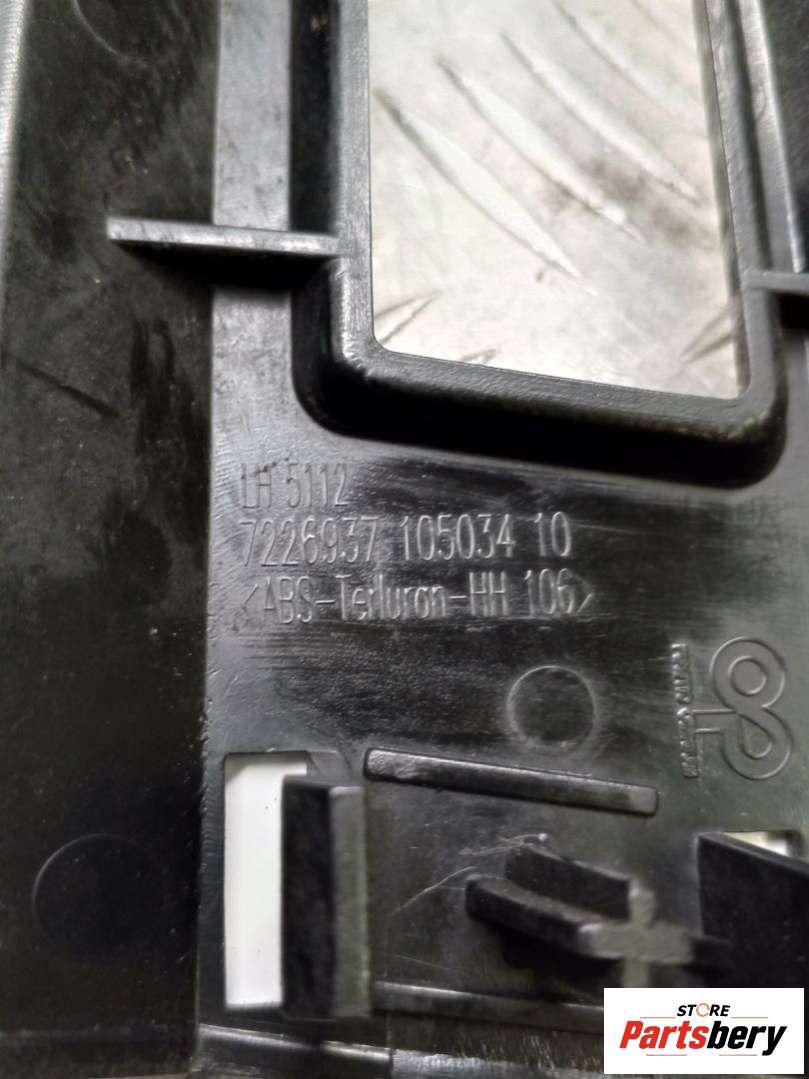 LH 5112
7226937 105034 10
<ABS-Terluran-HH 106>
STORE
Partsbery